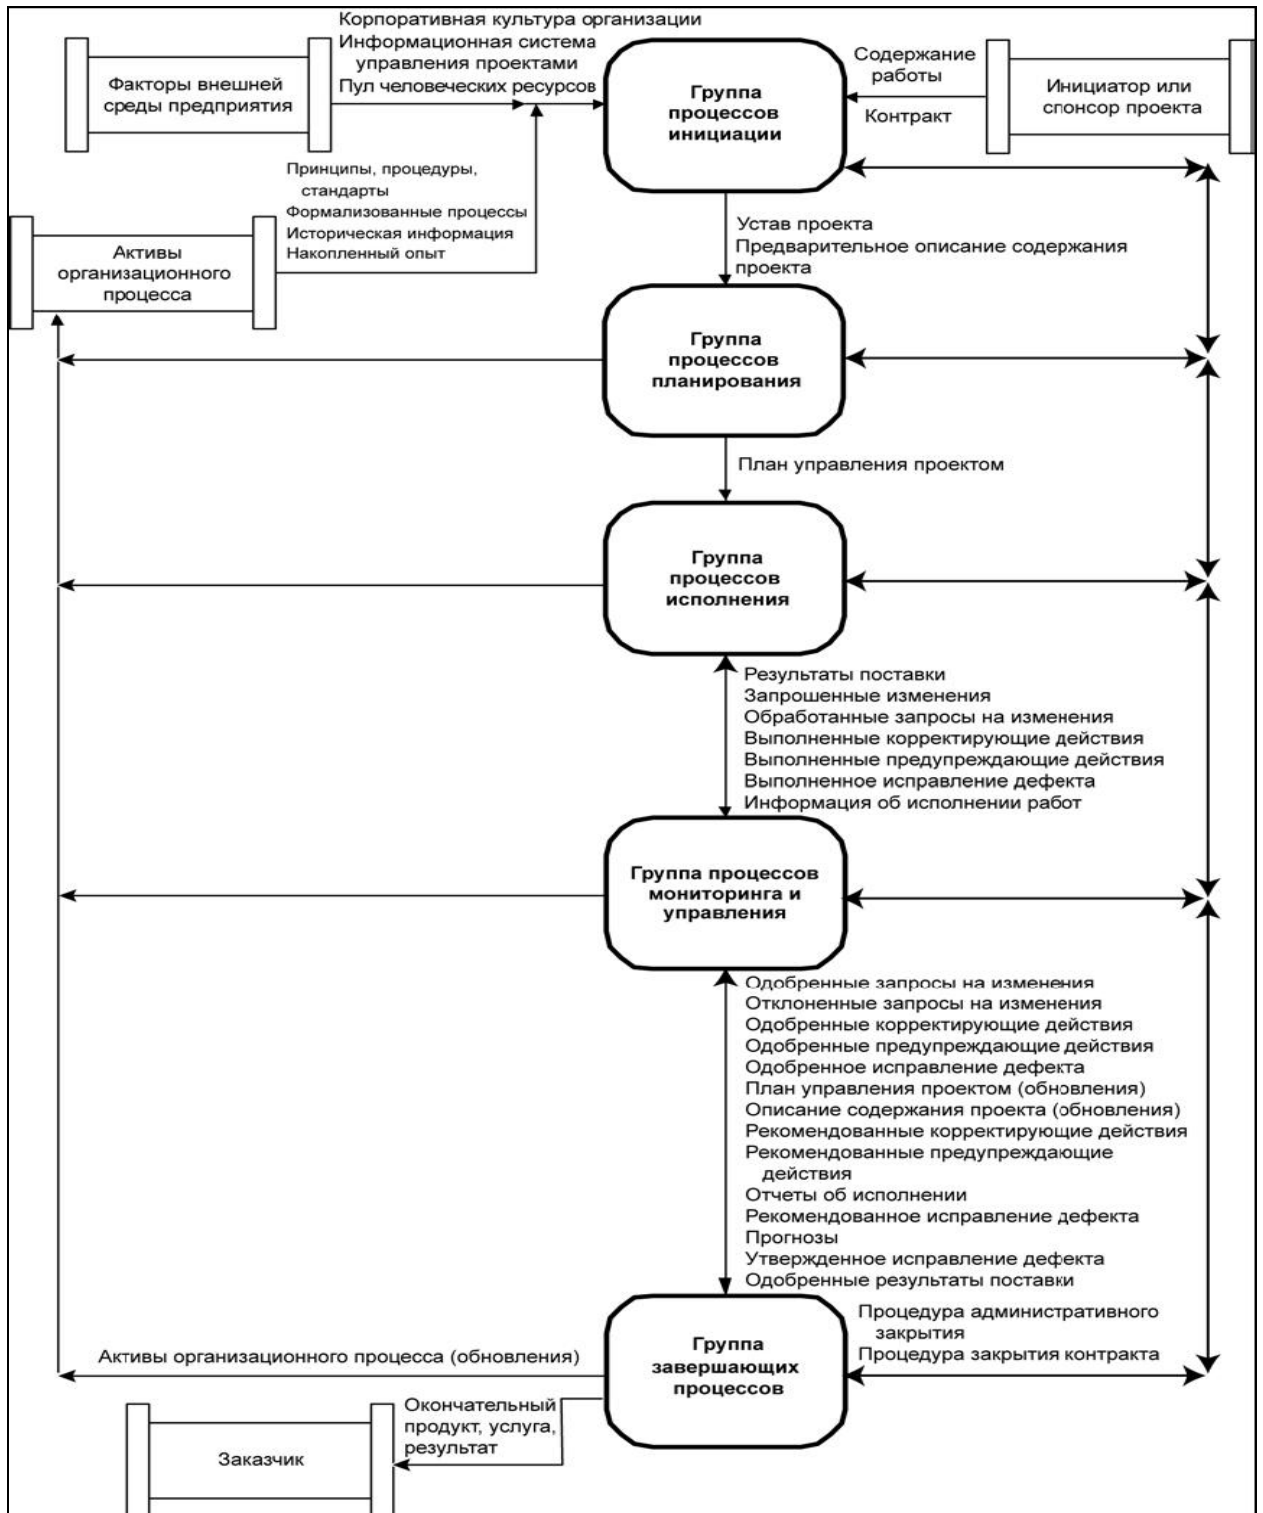 Корпоративная культура организации
Информационная система
управления проектами
Пул человеческих ресурсов
Факторы внешней
среды предприятия
Группа
процессов
инициации
Содержание
работы
Контракт
Инициатор или
спонсор проекта
Принципы, процедуры,
стандарты
Формализованные процессы
Историческая информация
Накопленный опыт
Активы
организационного
процесса
Устав проекта
Предварительное описание содержания
проекта
Группа
процессов
планирования
План управления проектом
Группа
процессов
исполнения
Результаты поставки
Запрошенные изменения
Обработанные запросы на изменения
Выполненные корректирующие действия
Выполненные предупреждающие действия
Выполненное исправление дефекта
Информация об исполнении работ
Группа процессов
мониторинга и
управления
Одобренные запросы на изменения
Отклоненные запросы на изменения
Одобренные корректирующие действия
Одобренные предупреждающие действия
Одобренное исправление дефекта
План управления проектом (обновления)
Описание содержания проекта (обновления)
Рекомендованные корректирующие действия
Рекомендованные предупреждающие
действия
Отчеты об исполнении
Рекомендованное исправление дефекта
Прогнозы
Утвержденное исправление дефекта
Одобренные результаты поставки
Процедура административного
закрытия
Процедура закрытия контракта
Группа
завершающих
процессов
Активы организационного процесса (обновления)
Окончательный
продукт, услуга,
результат
Заказчик